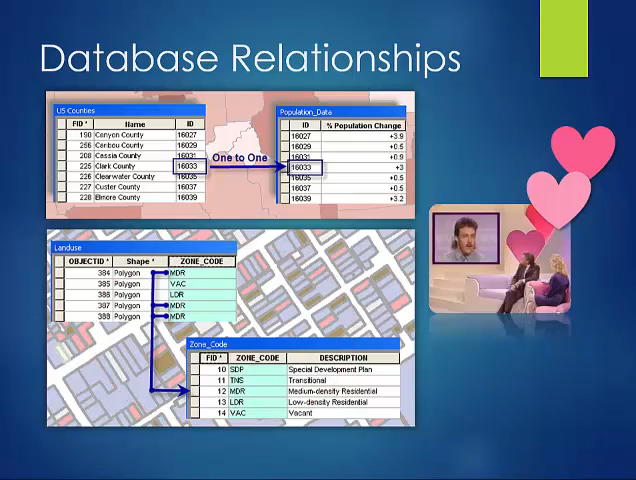 Database Relationships
US Counties
FID * Name ID
190 Canyon County 16027
256 Caribou County 16029
208 Cassia County 16031
225 Clark County 16033
226 Clearwater County 16035
227 Custer County 16037
228 Elmore County 16039
One to One
Population_Data
ID % Population Change
16027 +3.9
16029 +0.5
16031 +0.9
16033 +3
16035 +0.5
16037 +0.5
16039 +3.2
Landuse
OBJECTID * Shape * ZONE_CODE
384 Polygon MDR
385 Polygon VAC
386 Polygon LDR
387 Polygon MDR
388 Polygon MDR
Zone_Code
FID * ZONE_CODE DESCRIPTION
10 SDP Special Development Plan
11 TNS Transitional
12 MDR Medium-density Residential
13 LDR Low-density Residential
14 VAC Vacant